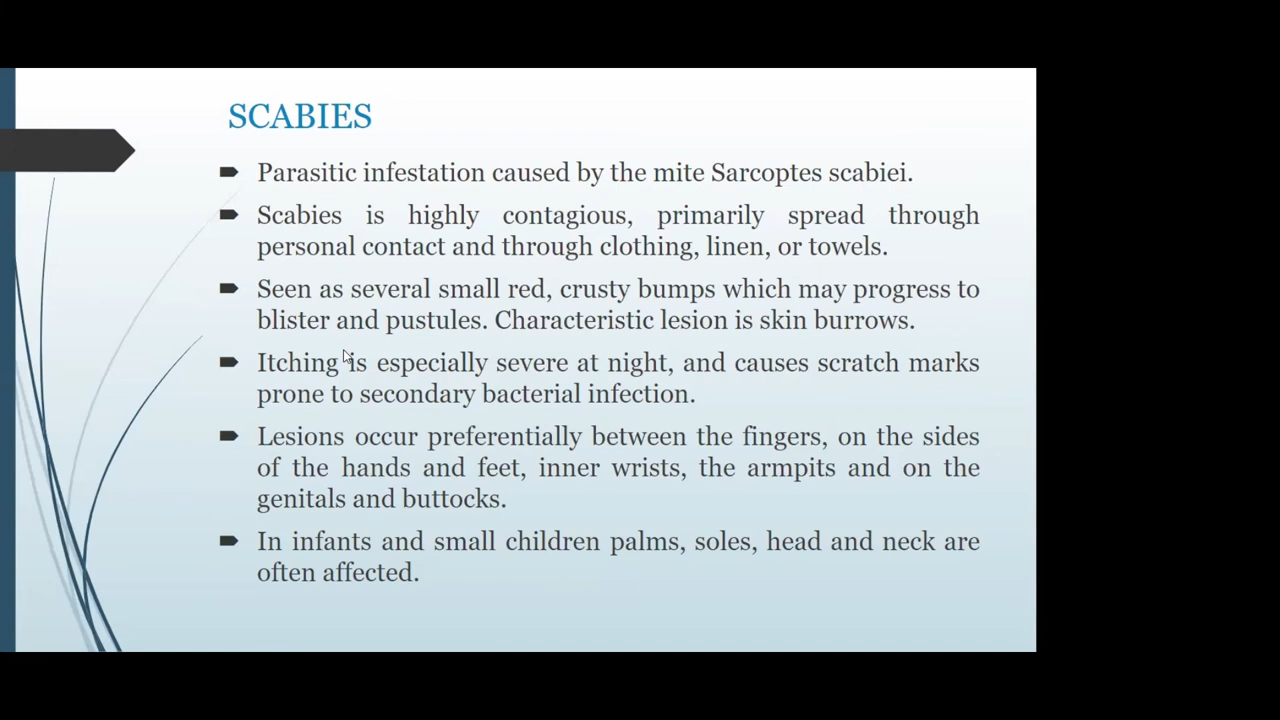 SCABIES
Parasitic infestation caused by the mite Sarcoptes scabiei.
Scabies is highly contagious, primarily spread through
personal contact and through clothing, linen, or towels.
Seen as several small red, crusty bumps which may progress to
blister and pustules. Characteristic lesion is skin burrows.
Itching is especially severe at night, and causes scratch marks
prone to secondary bacterial infection.
Lesions occur preferentially between the fingers, on the sides
of the hands and feet, inner wrists, the armpits and on the
genitals and buttocks.
In infants and small children palms, soles, head and neck are
often affected.